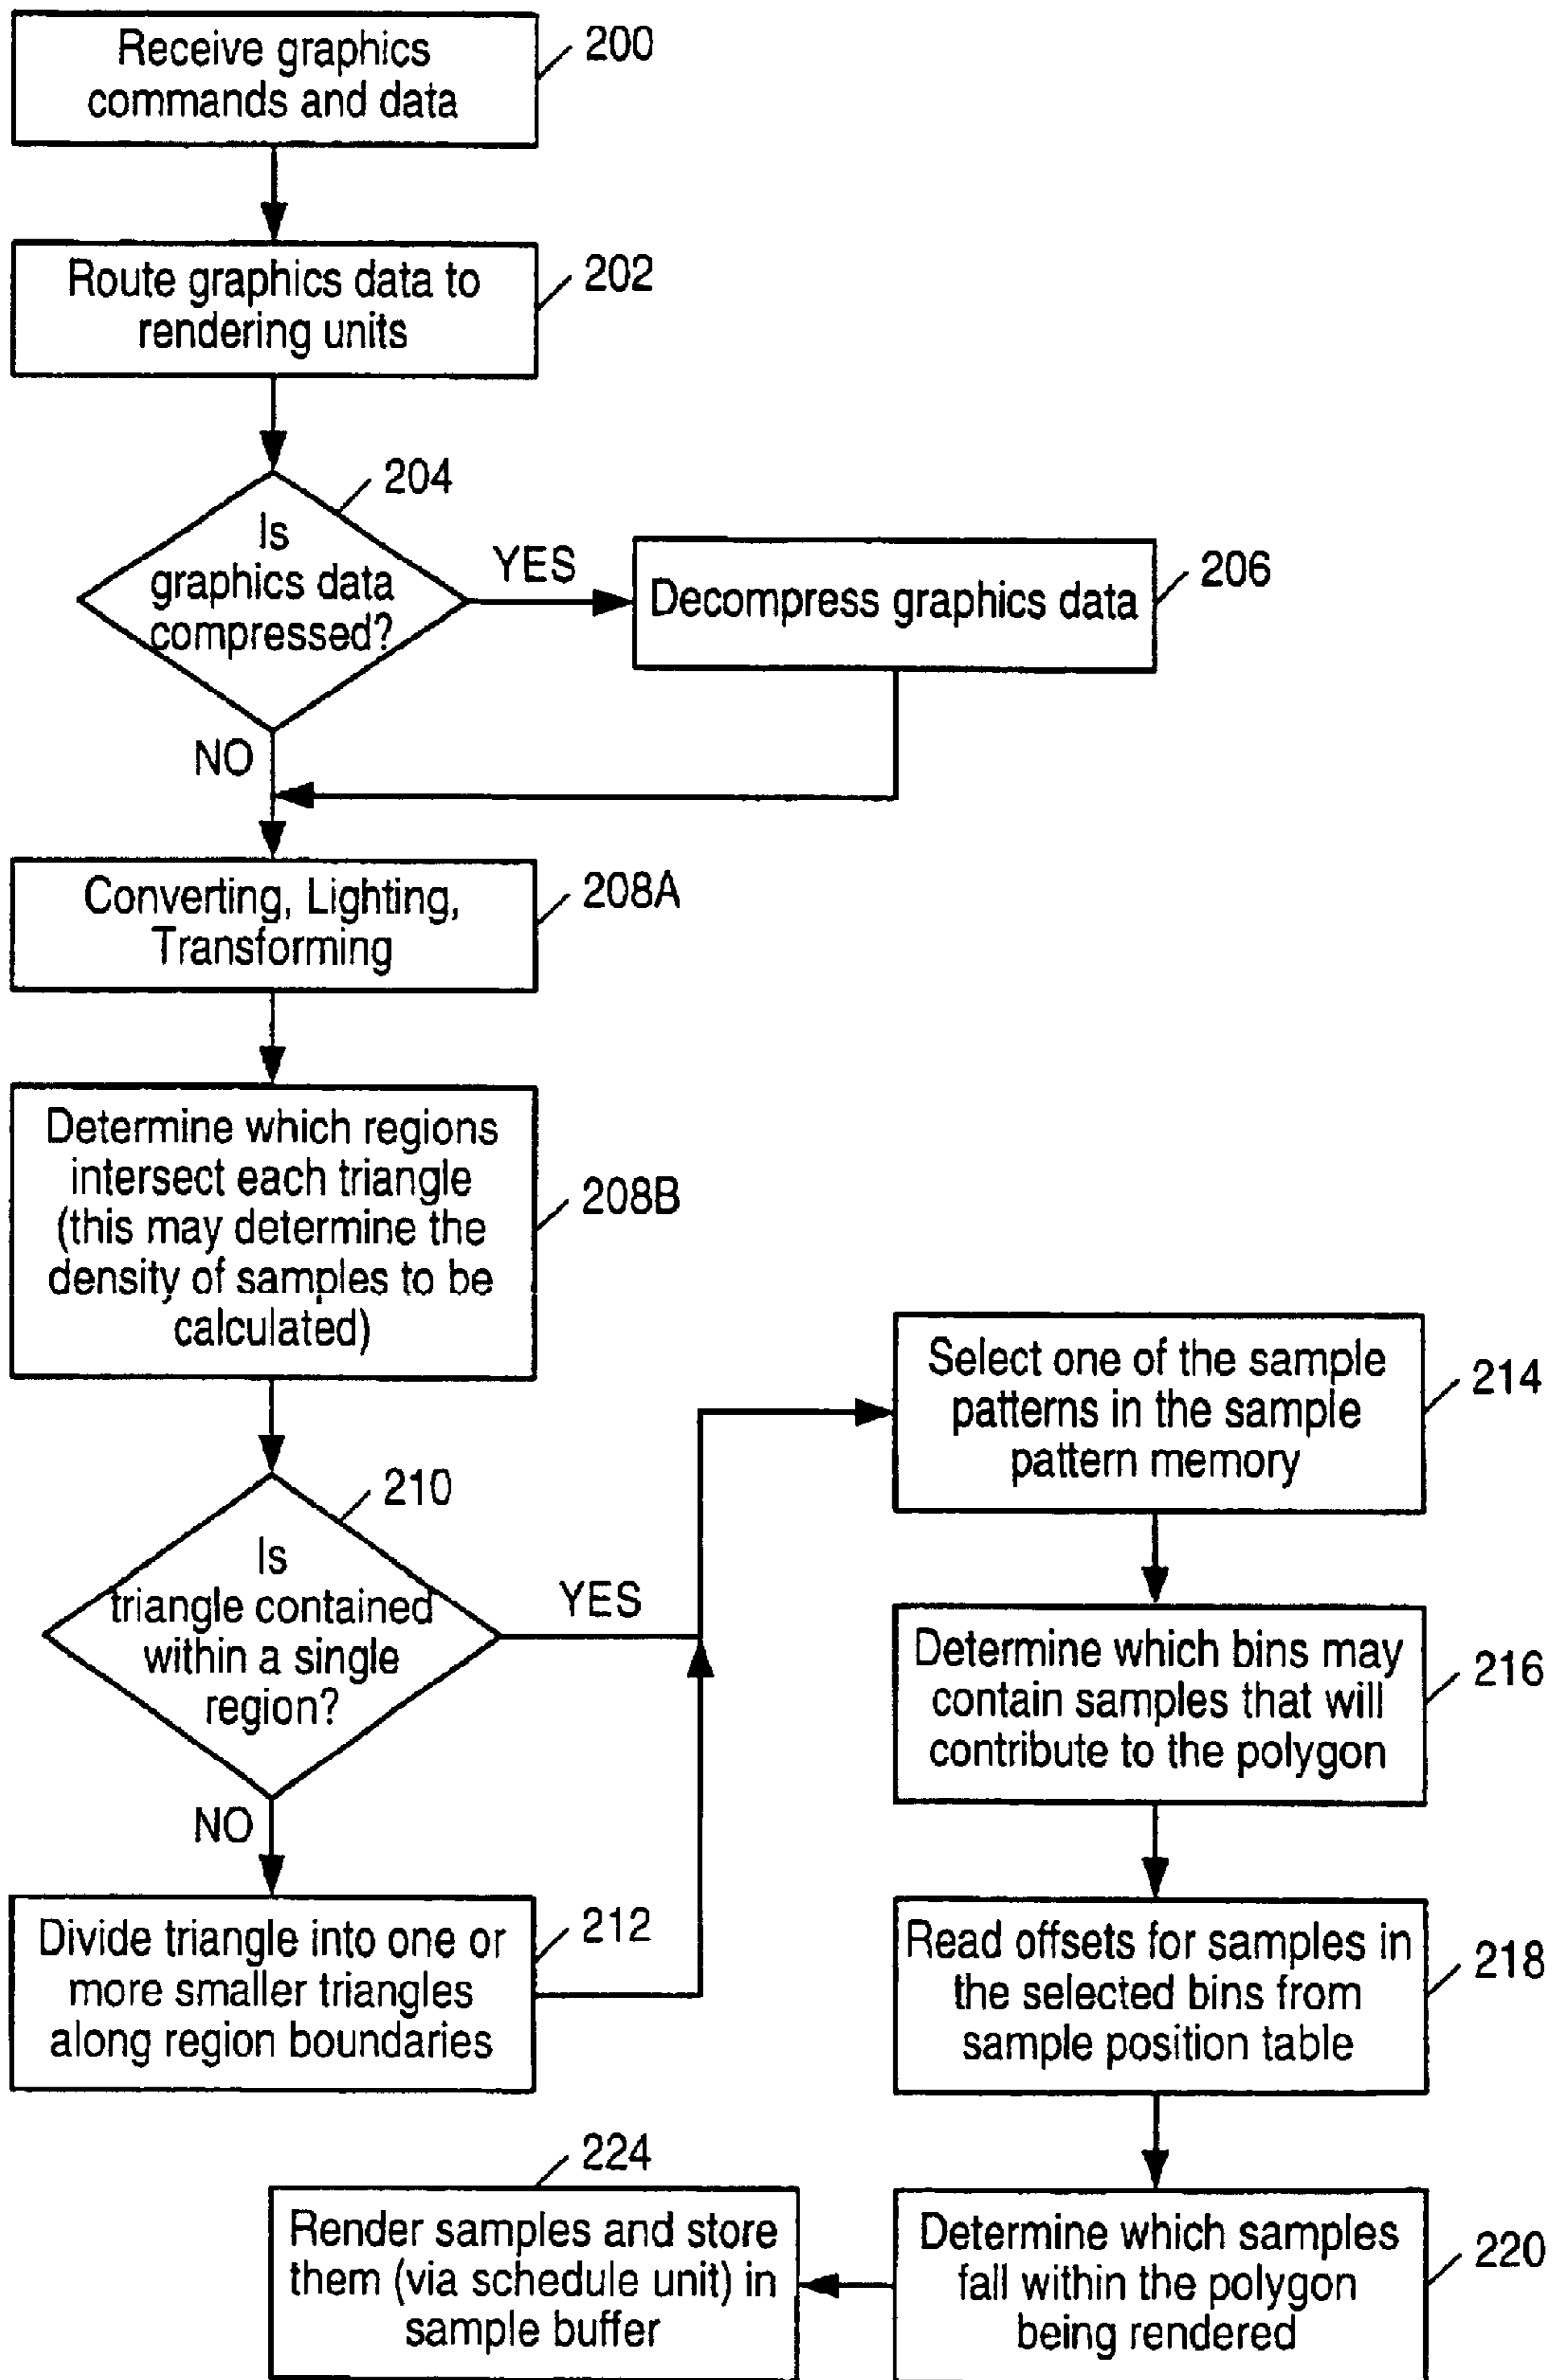 Receive graphics
commands and data
200
Route graphics data to
rendering units
202
204
Is
graphics data
compressed?
YES
Decompress graphics data
206
NO
Converting, Lighting,
Transforming
208A
Determine which regions
intersect each triangle
(this may determine the
density of samples to be
calculated)
208B
210
Is
triangle contained
within a single
region?
YES
NO
Divide triangle into one or
more smaller triangles
along region boundaries
212
Select one of the sample
patterns in the sample
pattern memory
214
Determine which bins may
contain samples that will
contribute to the polygon
216
Read offsets for samples in
the selected bins from
sample position table
218
Determine which samples
fall within the polygon
being rendered
220
224
Render samples and store
them (via schedule unit) in
sample buffer